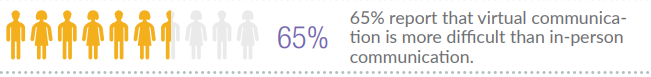 65%
65% report that virtual communica-
tion is more difficult than in-person
communication.